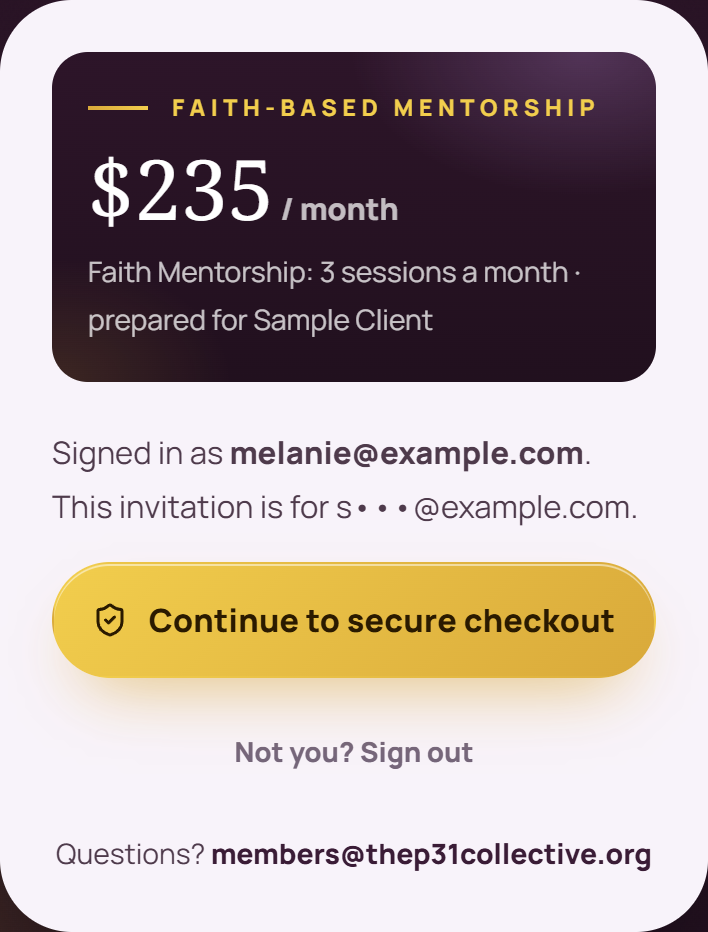 FAITH-BASED MENTORSHIP
$235 / month
Faith Mentorship: 3 sessions a month ·
prepared for Sample Client
Signed in as melanie@example.com.
This invitation is for s•••@example.com.
Continue to secure checkout
Not you? Sign out
Questions? members@thep31collective.org